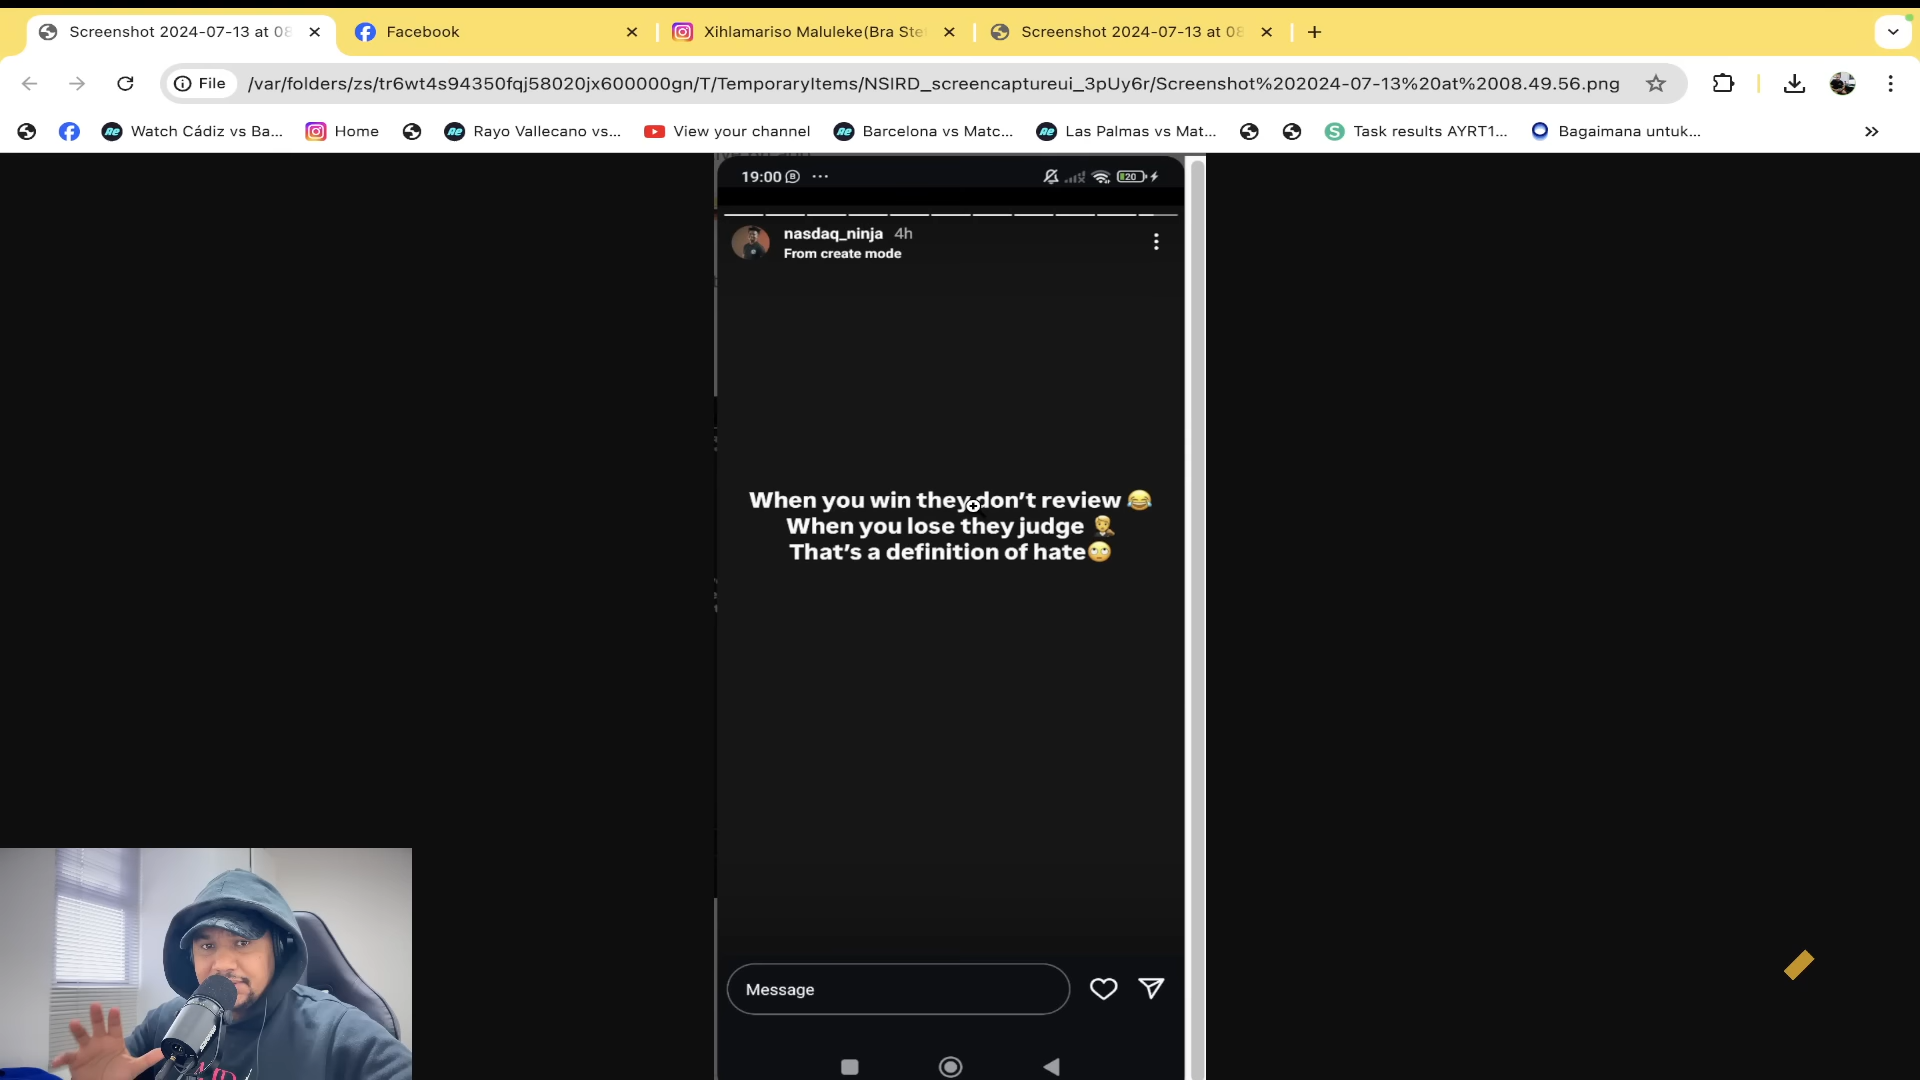 Screenshot 2024-07-13 at 08
Facebook
Xihlamariso Maluleke(Bra Ste
Screenshot 2024-07-13 at 08
File
/var/folders/zs/tr6wt4s94350fqj58020jx600000gn/T/TemporaryItems/NSIRD_screencaptureui_3pUy6r/Screenshot%202024-07-13%20at%2008.49.56.png
Watch Cádiz vs Ba...
Home
Rayo Vallecano vs...
View your channel
Barcelona vs Matc...
Las Palmas vs Mat...
Task results AYRT1...
Bagaimana untuk...
19:00
20
nasdaq_ninja 4h
From create mode
When you win they don't review 😂
When you lose they judge 🤵
That's a definition of hate🙄
Message